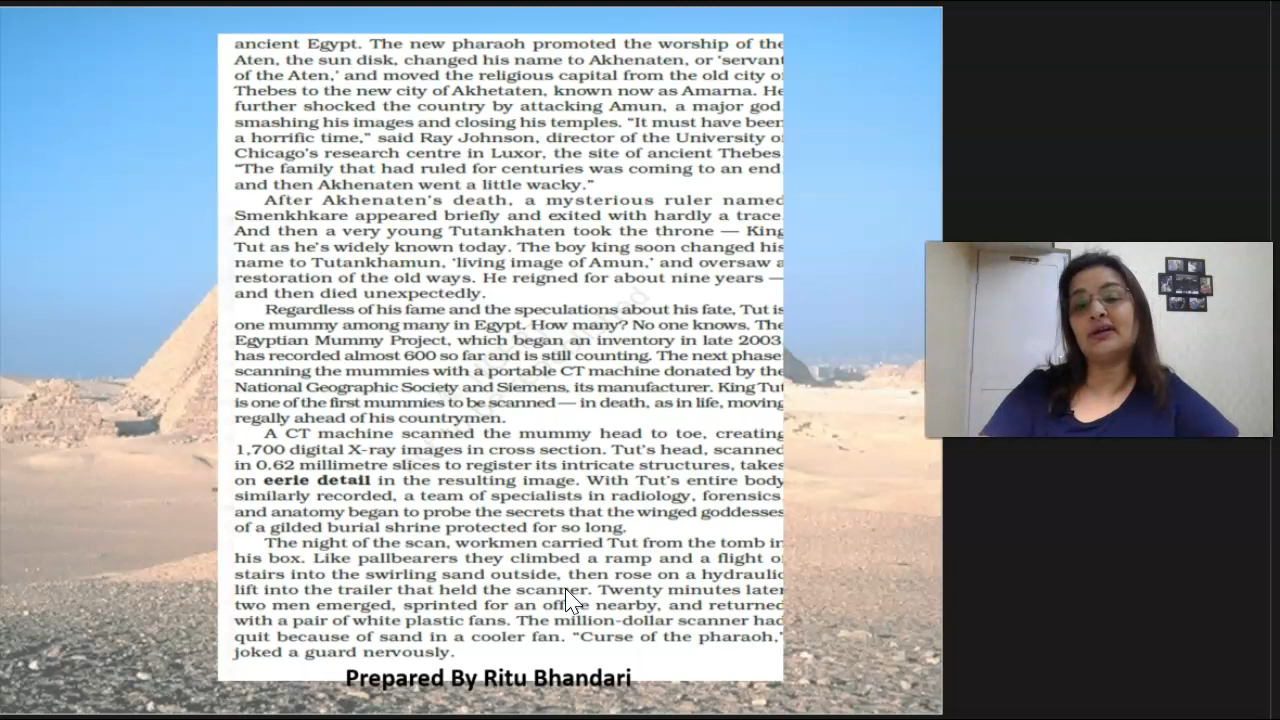 ancient Egypt. The new pharaoh promoted the worship of the
Aten, the sun disk, changed his name to Akhenaten, or ‘servant
of the Aten,’ and moved the religious capital from the old city o
Thebes to the new city of Akhetaten, known now as Amarna. He
further shocked the country by attacking Amun, a major god
smashing his images and closing his temples. “It must have been
a horrific time,” said Ray Johnson, director of the University o
Chicago’s research centre in Luxor, the site of ancient Thebes
“The family that had ruled for centuries was coming to an end
and then Akhenaten went a little wacky.”
After Akhenaten’s death, a mysterious ruler named
Smenkhkare appeared briefly and exited with hardly a trace.
And then a very young Tutankhaten took the throne — King
Tut as he’s widely known today. The boy king soon changed his
name to Tutankhamun, ‘living image of Amun,’ and oversaw a
restoration of the old ways. He reigned for about nine years —
and then died unexpectedly.
Regardless of his fame and the speculations about his fate, Tut is
one mummy among many in Egypt. How many? No one knows. The
Egyptian Mummy Project, which began an inventory in late 2003,
has recorded almost 600 so far and is still counting. The next phase:
scanning the mummies with a portable CT machine donated by the
National Geographic Society and Siemens, its manufacturer. King Tut
is one of the first mummies to be scanned — in death, as in life, moving
regally ahead of his countrymen.
A CT machine scanned the mummy head to toe, creating
1,700 digital X-ray images in cross section. Tut’s head, scanned
in 0.62 millimetre slices to register its intricate structures, takes
on eerie detail in the resulting image. With Tut’s entire body
similarly recorded, a team of specialists in radiology, forensics
and anatomy began to probe the secrets that the winged goddesses
of a gilded burial shrine protected for so long.
The night of the scan, workmen carried Tut from the tomb in
his box. Like pallbearers they climbed a ramp and a flight o
stairs into the swirling sand outside, then rose on a hydraulic
lift into the trailer that held the scanner. Twenty minutes later
two men emerged, sprinted for an office nearby, and returned
with a pair of white plastic fans. The million-dollar scanner had
quit because of sand in a cooler fan. “Curse of the pharaoh,”
joked a guard nervously.
Prepared By Ritu Bhandari